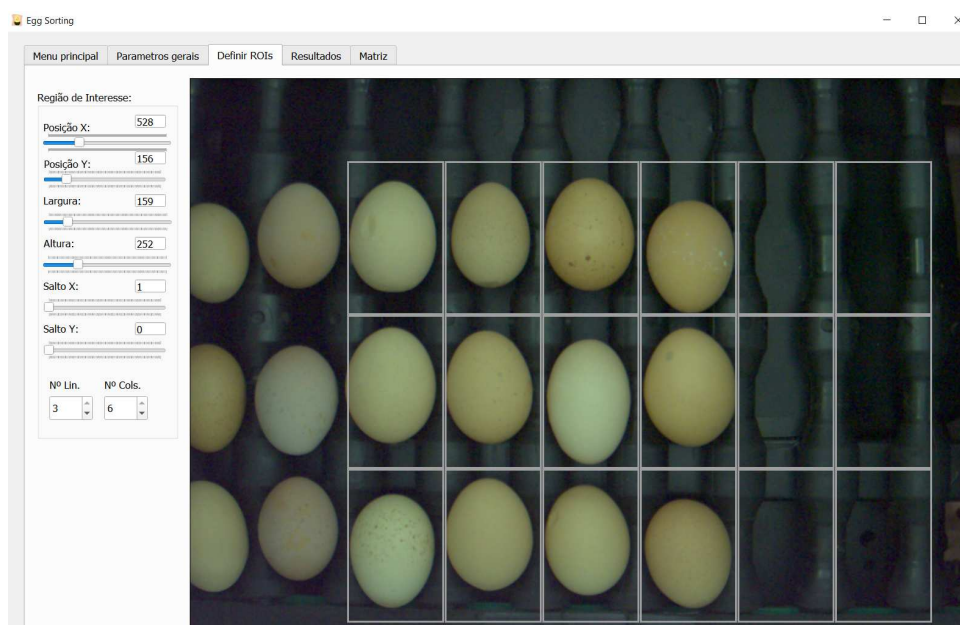 Egg Sorting
Menu principal Parametros gerais Definir ROIs Resultados Matriz
Região de Interesse:
Posição X: 528
Posição Y: 156
Largura: 159
Altura: 252
Salto X: 1
Salto Y: 0
Nº Lin. Nº Cols.
3 6